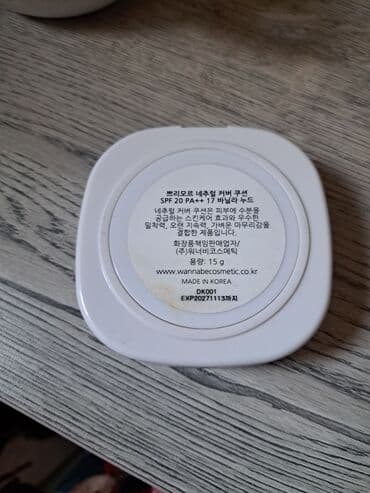 쁘리모르 네추럴 커버 쿠션
SPF 20 PA++ 17 바닐라 누드
네추럴 커버 쿠션은 피부에 수분을
공급하는 스킨케어 효과와 우수한
밀착력, 오랜 지속력, 가벼운 마무리감을
결합한 제품입니다.
화장품책임판매업자/
(주)워너비코스메틱
용량: 15 g
www.wannabecosmetic.co.kr
MADE IN KOREA
DK001
EXP20271113까지